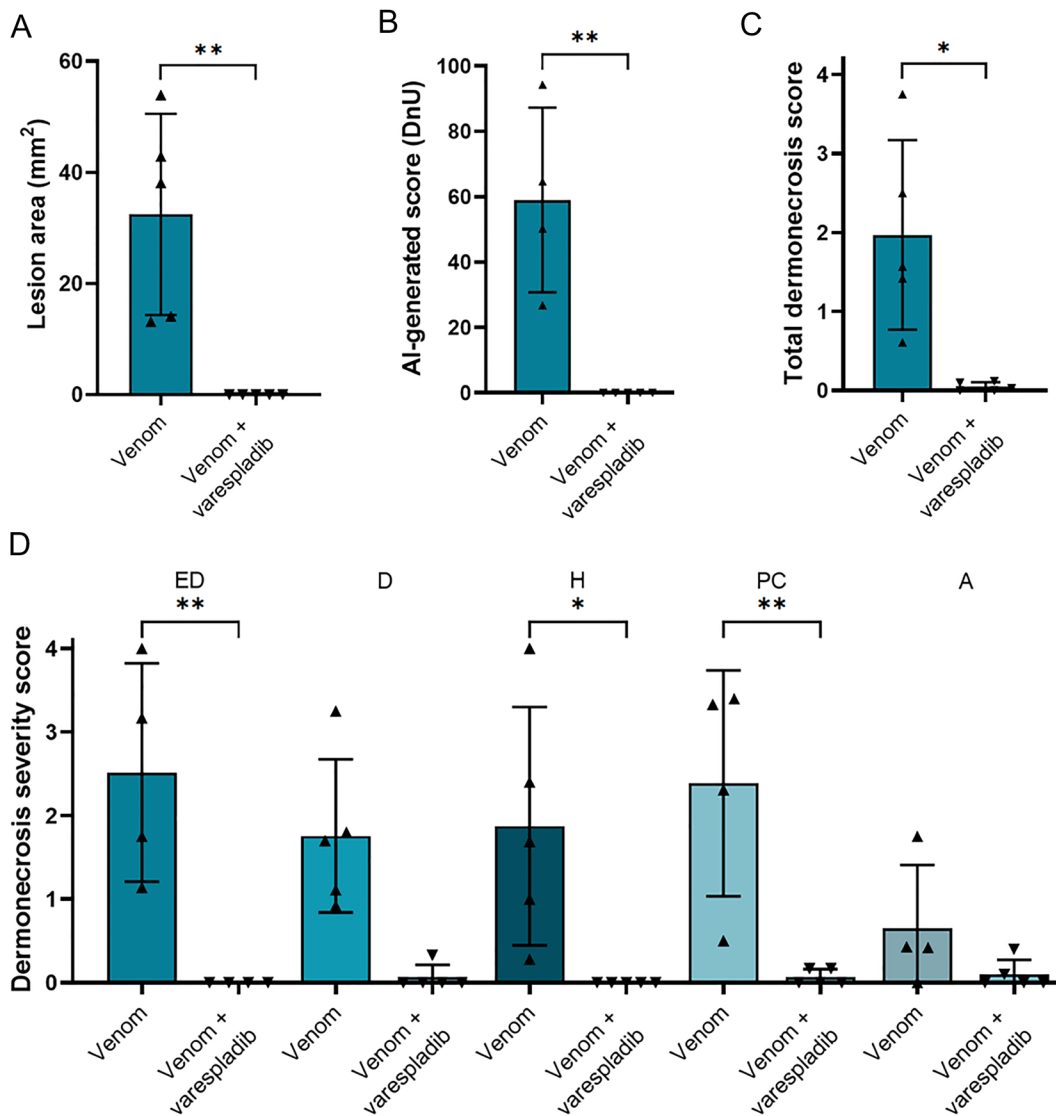 A
**
60
40
20
0
Lesion area (mm2)
Venom
Venom +
varespladib
B
**
100
80
60
40
20
0
AI-generated score (DnU)
Venom
Venom +
varespladib
C
*
4
3
2
1
0
Total dermonecrosis score
Venom
Venom +
varespladib
D
ED
D
H
PC
A
**
*
**
4
3
2
1
0
Dermonecrosis severity score
Venom
Venom +
varespladib
Venom
Venom +
varespladib
Venom
Venom +
varespladib
Venom
Venom +
varespladib
Venom
Venom +
varespladib